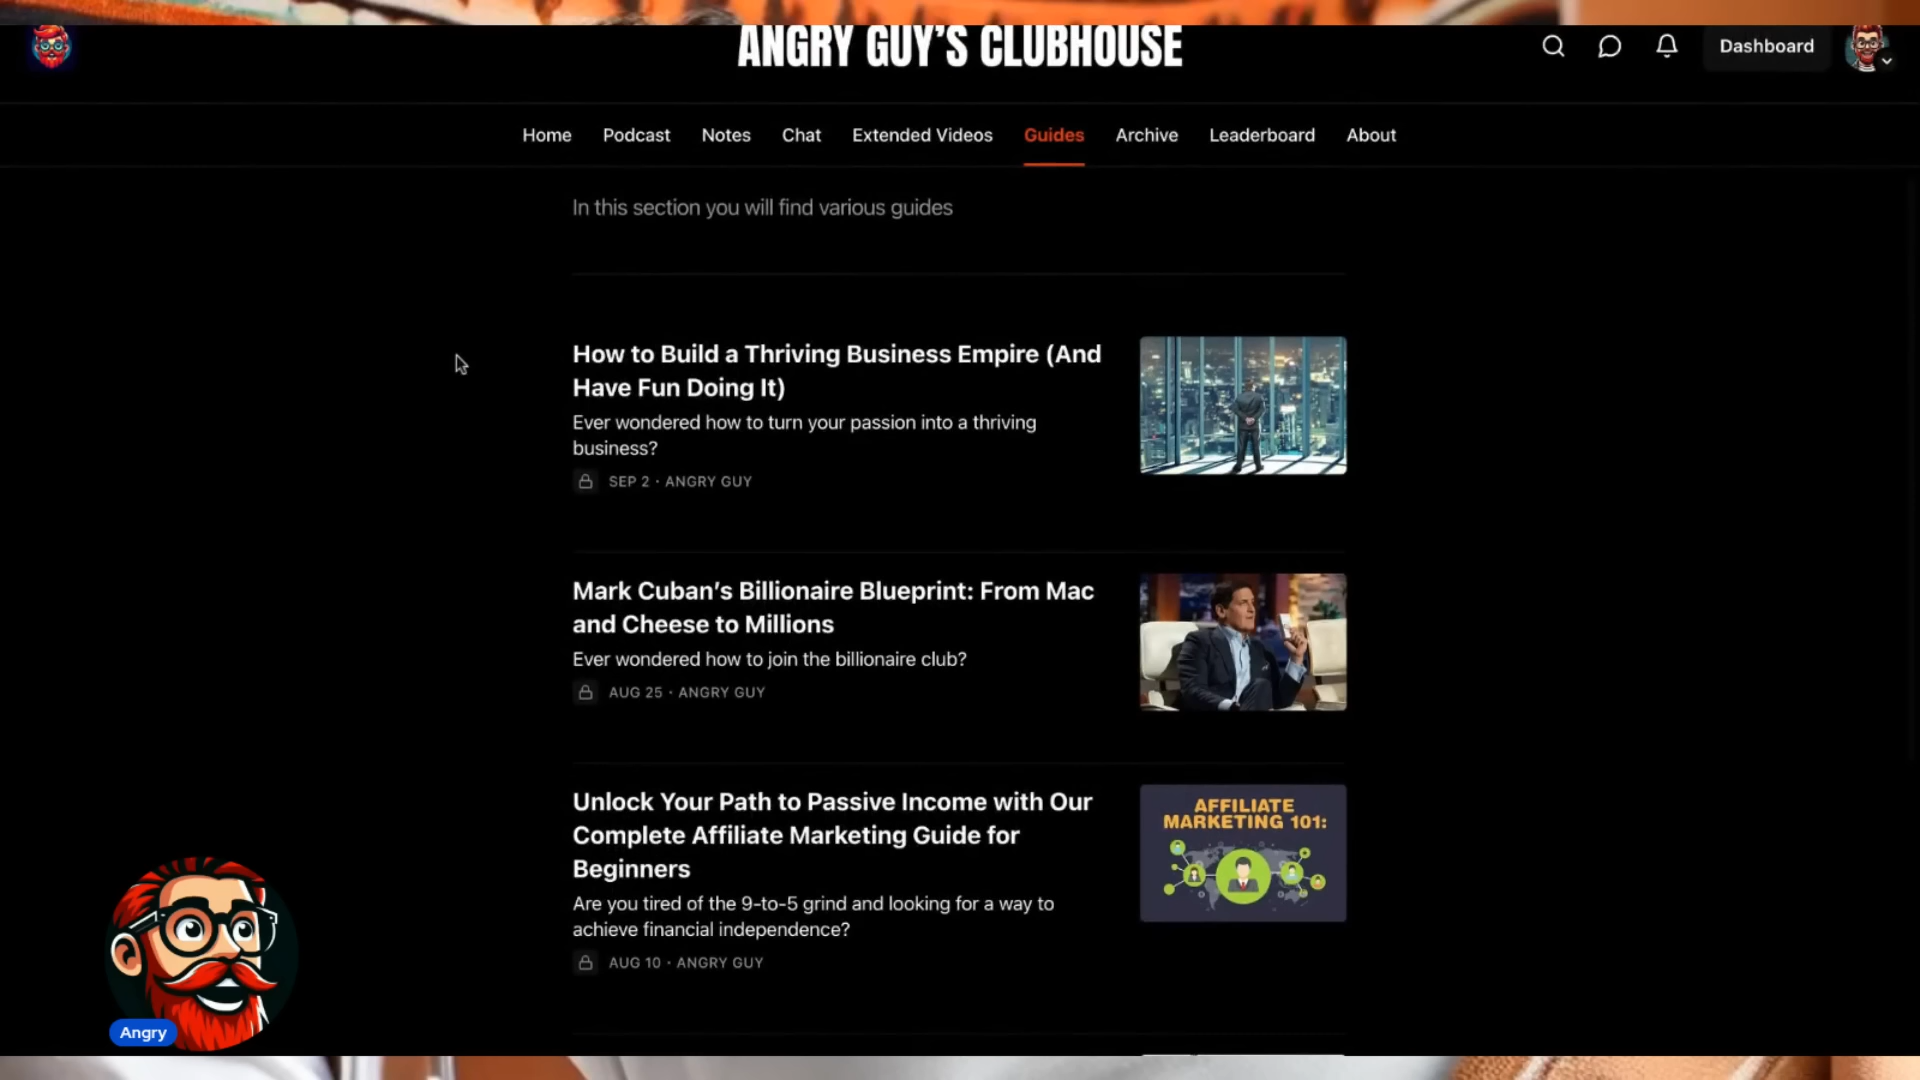 ANGRY GUY'S CLUBHOUSE
Dashboard
Home Podcast Notes Chat Extended Videos Guides Archive Leaderboard About
In this section you will find various guides
How to Build a Thriving Business Empire (And
Have Fun Doing It)
Ever wondered how to turn your passion into a thriving
business?
SEP 2 · ANGRY GUY
Mark Cuban's Billionaire Blueprint: From Mac
and Cheese to Millions
Ever wondered how to join the billionaire club?
AUG 25 · ANGRY GUY
Unlock Your Path to Passive Income with Our
Complete Affiliate Marketing Guide for
Beginners
Are you tired of the 9-to-5 grind and looking for a way to
achieve financial independence?
AUG 10 · ANGRY GUY
AFFILIATE
MARKETING 101:
Angry